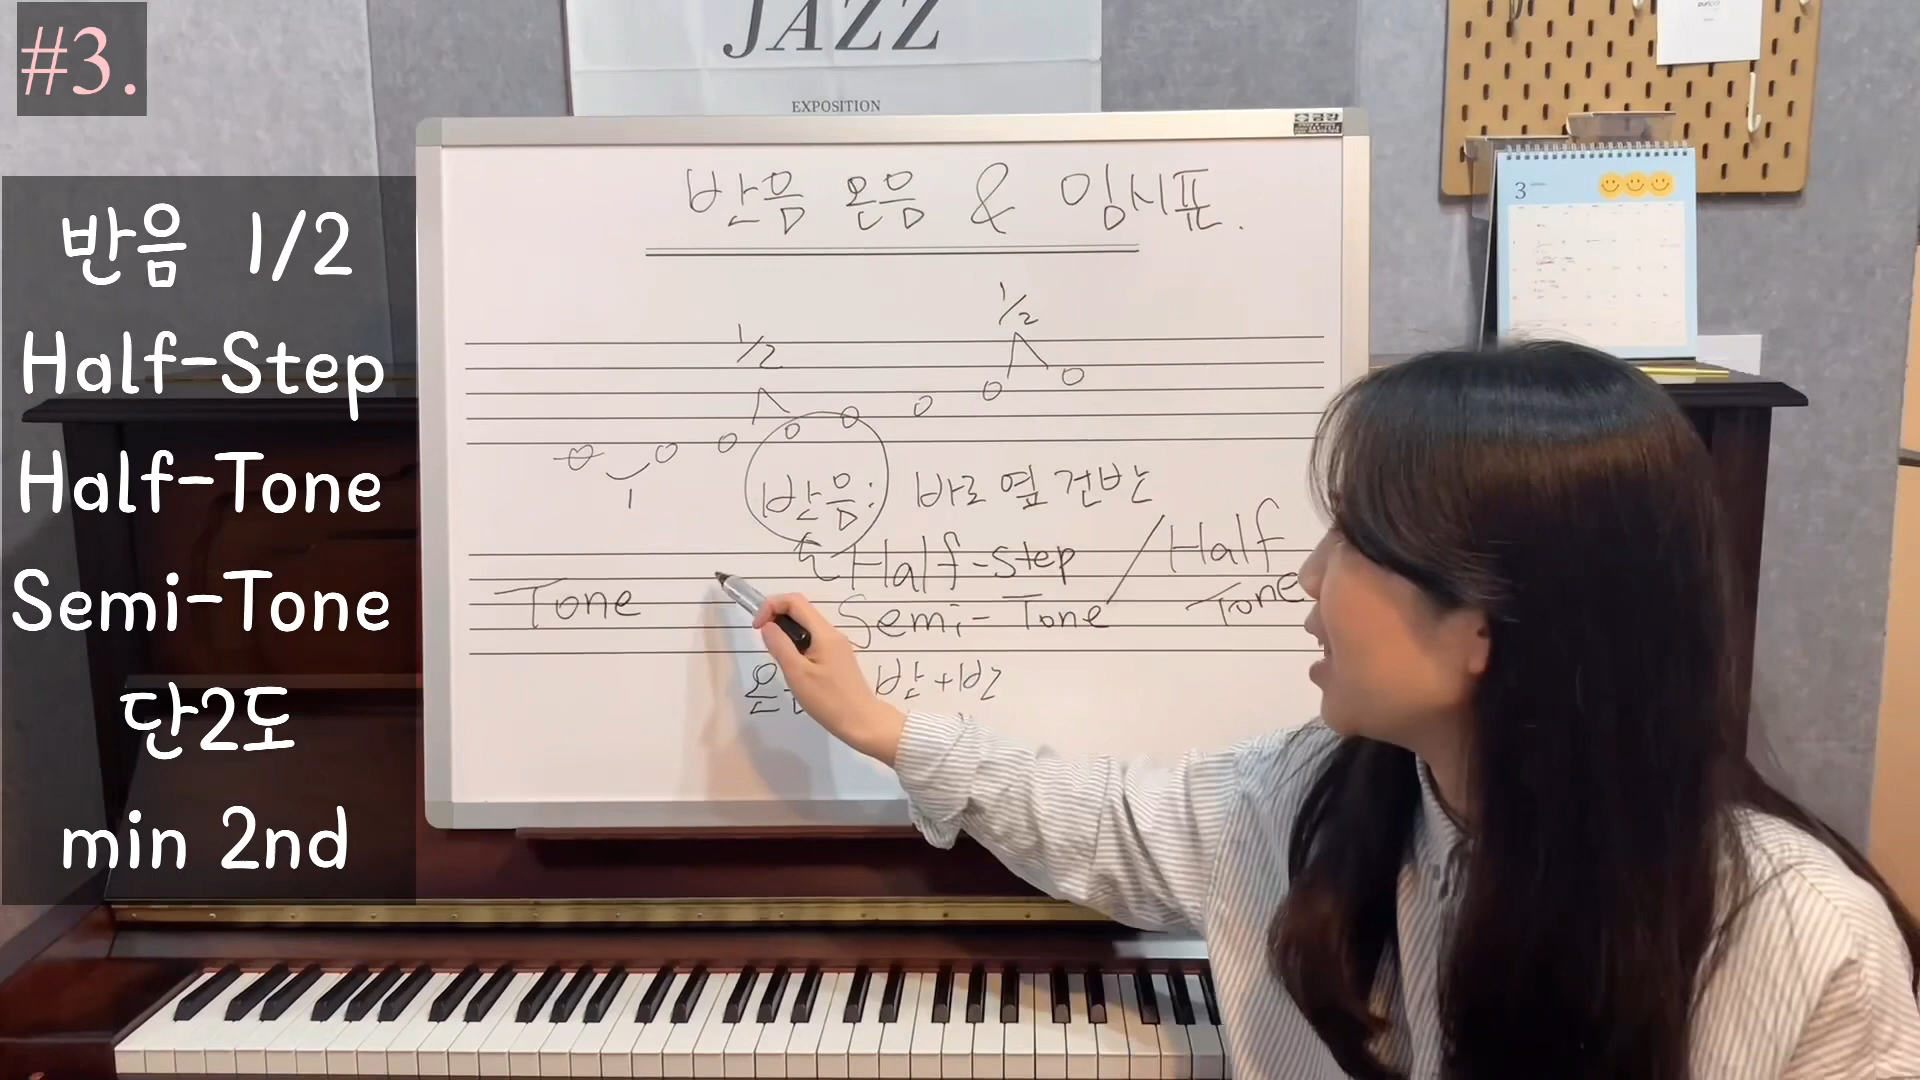 #3.
반음 1/2
Half-Step
Half-Tone
Semi-Tone
단2도
min 2nd
JAZZ
EXPOSITION
반음 온음 & 임시표.
1/2
1/2
1
반음: 바로 옆 건반
Half-step / Half Tone
Semi-Tone
Tone
온
반+반
3